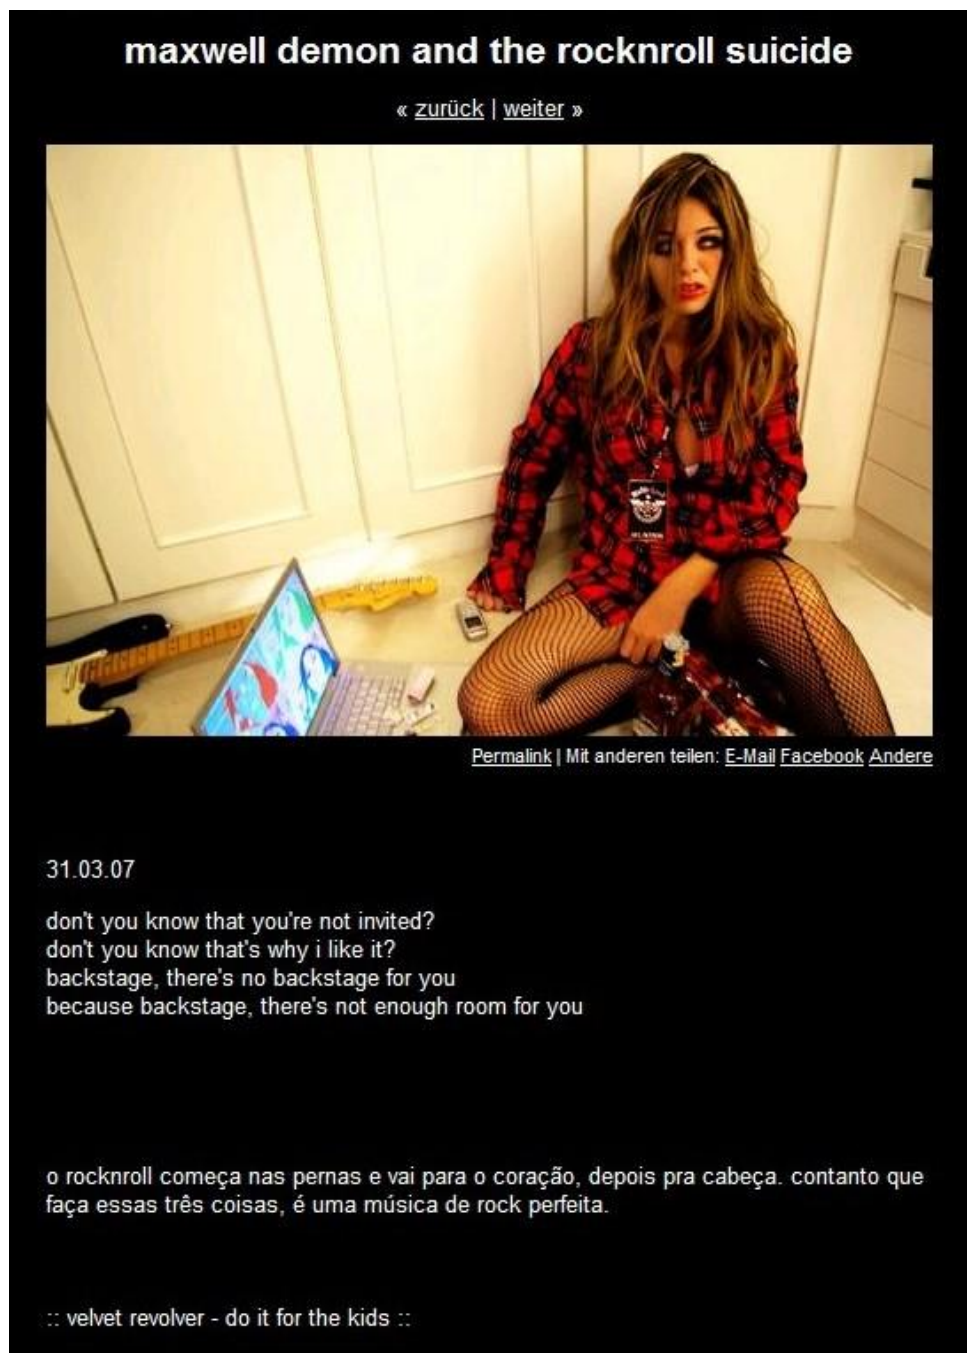 maxwell demon and the rocknroll suicide
« zurück | weiter »
Permalink | Mit anderen teilen: E-Mail Facebook Andere
31.03.07
don't you know that you're not invited?
don't you know that's why i like it?
backstage, there's no backstage for you
because backstage, there's not enough room for you
o rocknroll começa nas pernas e vai para o coração, depois pra cabeça. contanto que
faça essas três coisas, é uma música de rock perfeita.
:: velvet revolver - do it for the kids ::